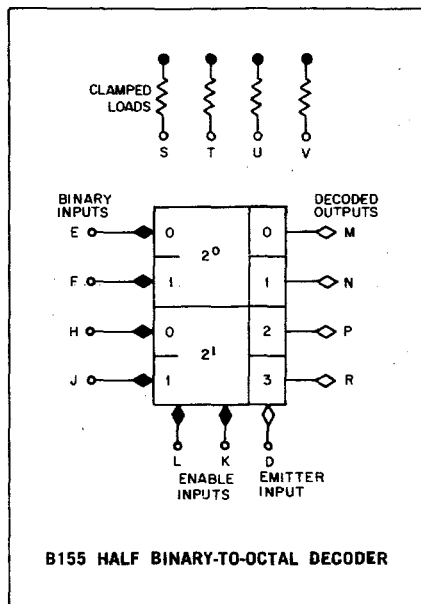 CLAMPED
LOADS
S T U V
BINARY
INPUTS
DECODED
OUTPUTS
E 0 2⁰ 0 M
F 1 1 N
H 0 2¹ 2 P
J 1 3 R
L K D
ENABLE
INPUTS
EMITTER
INPUT
B155 HALF BINARY-TO-OCTAL DECODER